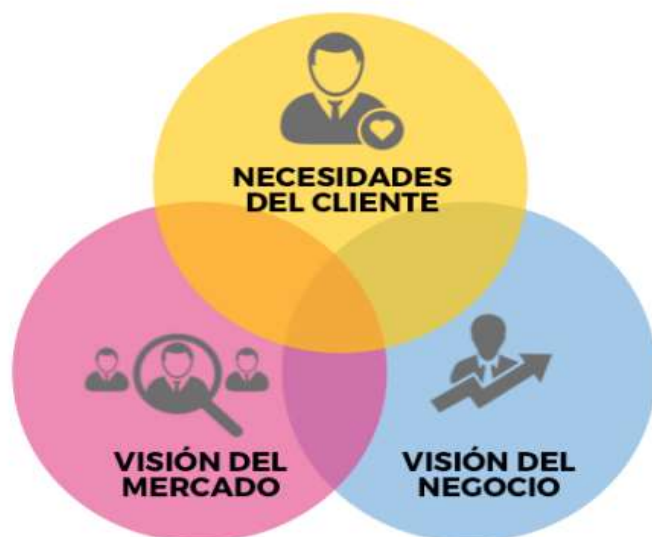 NECESIDADES
DEL CLIENTE
VISIÓN DEL
MERCADO
VISIÓN DEL
NEGOCIO